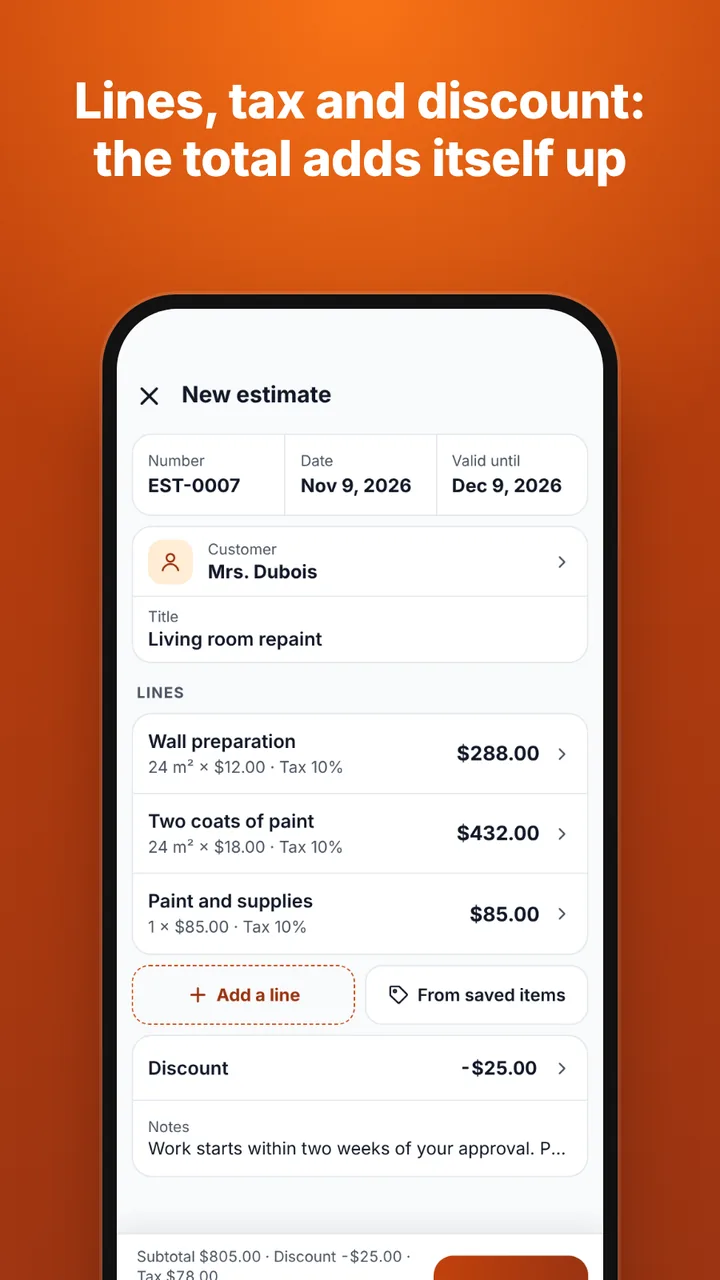 Lines, tax and discount:
the total adds itself up
New estimate
Number
EST-0007
Date
Nov 9, 2026
Valid until
Dec 9, 2026
Customer
Mrs. Dubois
Title
Living room repaint
LINES
Wall preparation
24 m² × $12.00 · Tax 10%
$288.00
Two coats of paint
24 m² × $18.00 · Tax 10%
$432.00
Paint and supplies
1 × $85.00 · Tax 10%
$85.00
Add a line
From saved items
Discount
-$25.00
Notes
Work starts within two weeks of your approval. P...
Subtotal $805.00 · Discount -$25.00 ·
Tax $78.00